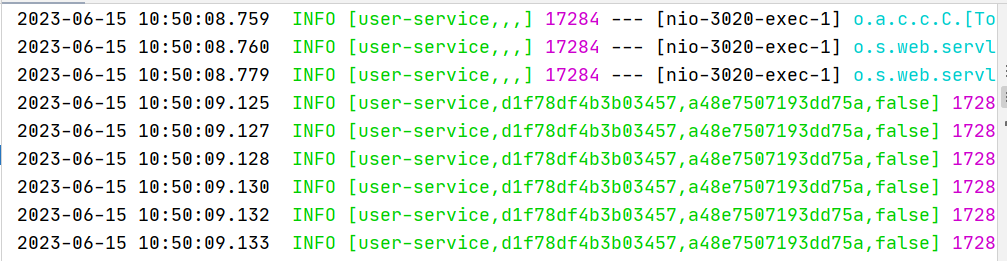 2023-06-15 10:50:08.759  INFO [user-service,,,] 17284 --- [nio-3020-exec-1] o.a.c.c.C.[To
2023-06-15 10:50:08.760  INFO [user-service,,,] 17284 --- [nio-3020-exec-1] o.s.web.servl
2023-06-15 10:50:08.779  INFO [user-service,,,] 17284 --- [nio-3020-exec-1] o.s.web.servl
2023-06-15 10:50:09.125  INFO [user-service,d1f78df4b3b03457,a48e7507193dd75a,false] 1728
2023-06-15 10:50:09.127  INFO [user-service,d1f78df4b3b03457,a48e7507193dd75a,false] 1728
2023-06-15 10:50:09.128  INFO [user-service,d1f78df4b3b03457,a48e7507193dd75a,false] 1728
2023-06-15 10:50:09.130  INFO [user-service,d1f78df4b3b03457,a48e7507193dd75a,false] 1728
2023-06-15 10:50:09.132  INFO [user-service,d1f78df4b3b03457,a48e7507193dd75a,false] 1728
2023-06-15 10:50:09.133  INFO [user-service,d1f78df4b3b03457,a48e7507193dd75a,false] 1728